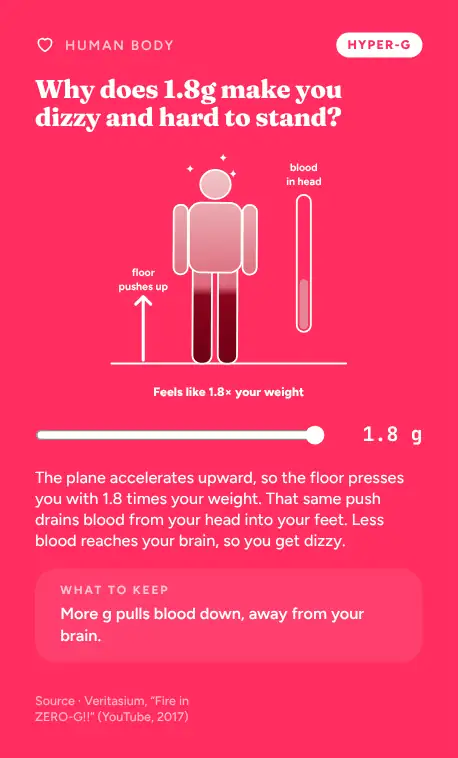 HUMAN BODY
HYPER-G
Why does 1.8g make you
dizzy and hard to stand?
blood
in head
floor
pushes up
Feels like 1.8× your weight
1.8 g
The plane accelerates upward, so the floor presses
you with 1.8 times your weight. That same push
drains blood from your head into your feet. Less
blood reaches your brain, so you get dizzy.
WHAT TO KEEP
More g pulls blood down, away from your
brain.
Source · Veritasium, “Fire in
ZERO-G!!” (YouTube, 2017)